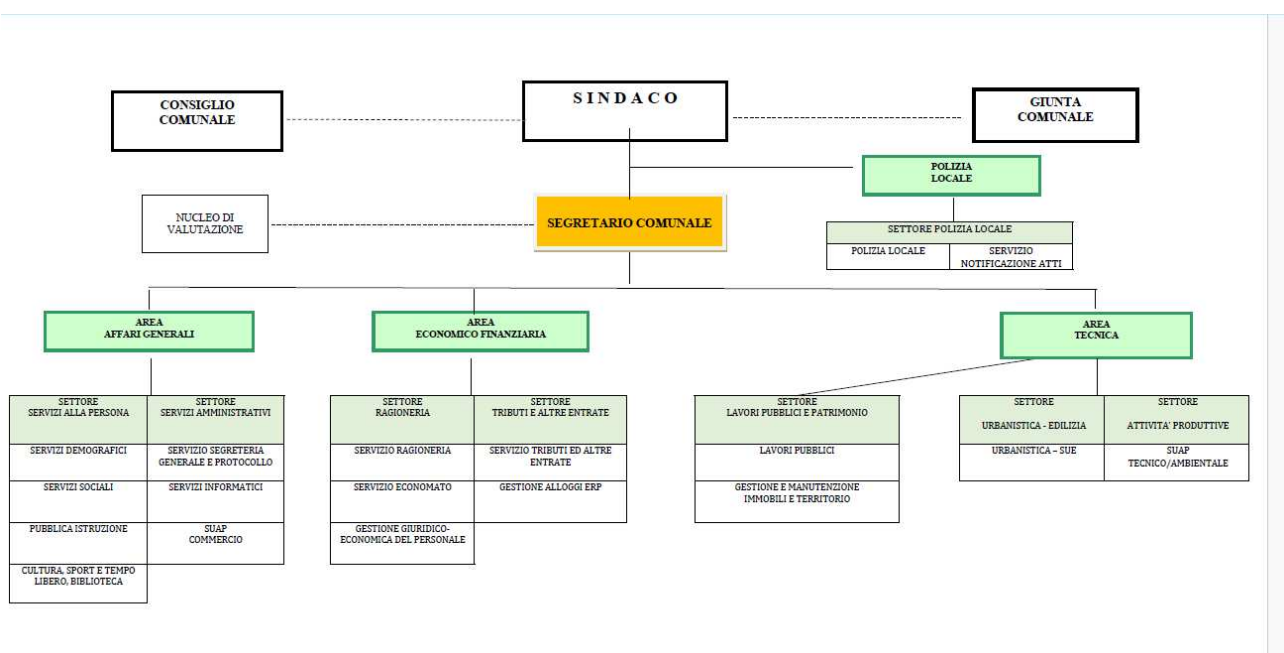 CONSIGLIO
COMUNALE
S I N D A C O
GIUNTA
COMUNALE
POLIZIA
LOCALE
NUCLEO DI
VALUTAZIONE
SEGRETARIO COMUNALE
SETTORE POLIZIA LOCALE
POLIZIA LOCALE
SERVIZIO
NOTIFICAZIONE ATTI
AREA
AFFARI GENERALI
AREA
ECONOMICO FINANZIARIA
AREA
TECNICA
SETTORE
SERVIZI ALLA PERSONA
SETTORE
SERVIZI AMMINISTRATIVI
SERVIZI DEMOGRAFICI
SERVIZIO SEGRETERIA
GENERALE E PROTOCOLLO
SERVIZI SOCIALI
SERVIZI INFORMATICI
PUBBLICA ISTRUZIONE
SUAP
COMMERCIO
CULTURA, SPORT E TEMPO
LIBERO, BIBLIOTECA
SETTORE
RAGIONERIA
SETTORE
TRIBUTI E ALTRE ENTRATE
SERVIZIO RAGIONERIA
SERVIZIO TRIBUTI ED ALTRE
ENTRATE
SERVIZIO ECONOMATO
GESTIONE ALLOGGI ERP
GESTIONE GIURIDICO-
ECONOMICA DEL PERSONALE
SETTORE
LAVORI PUBBLICI E PATRIMONIO
LAVORI PUBBLICI
GESTIONE E MANUTENZIONE
IMMOBILI E TERRITORIO
SETTORE
URBANISTICA - EDILIZIA
SETTORE
ATTIVITA' PRODUTTIVE
URBANISTICA – SUE
SUAP
TECNICO/AMBIENTALE